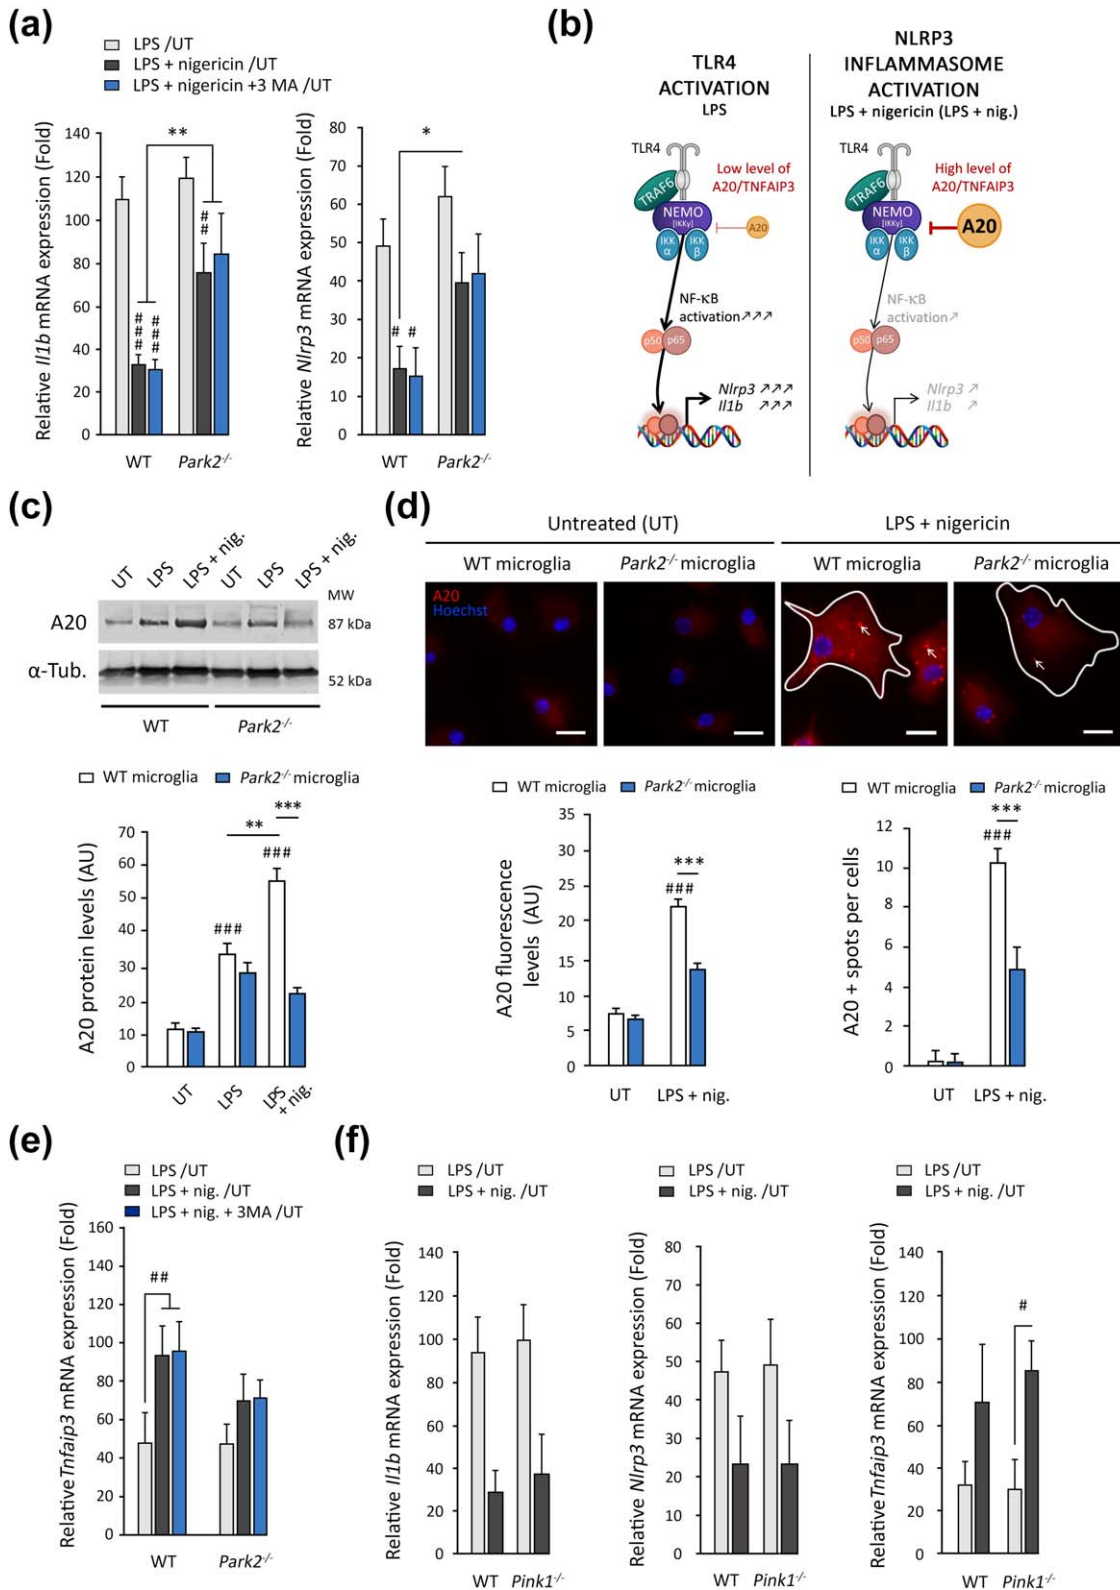 (a)
LPS /UT
LPS + nigericin /UT
LPS + nigericin +3 MA /UT
Relative Il1b mRNA expression (Fold)
140
120
100
80
60
40
20
0
**
###
###
##
WT
Park2-/-
Relative Nlrp3 mRNA expression (Fold)
80
70
60
50
40
30
20
10
0
*
#
#
WT
Park2-/-
(b)
TLR4
ACTIVATION
LPS
TLR4
TRAF6
NEMO
[IKKγ]
IKK
α
IKK
β
Low level of
A20/TNFAIP3
A20
NF-κB
activation↗↗↗
p50
p65
Nlrp3 ↗↗↗
Il1b ↗↗↗
NLRP3
INFLAMMASOME
ACTIVATION
LPS + nigericin (LPS + nig.)
TLR4
TRAF6
NEMO
[IKKγ]
IKK
α
IKK
β
High level of
A20/TNFAIP3
A20
NF-κB
activation↗
p50
p65
Nlrp3 ↗
Il1b ↗
(c)
UT
LPS
LPS + nig.
UT
LPS
LPS + nig.
MW
A20
87 kDa
α-Tub.
52 kDa
WT
Park2-/-
WT microglia
Park2-/- microglia
A20 protein levels (AU)
70
60
50
40
30
20
10
0
###
**
###
***
UT
LPS
LPS
+ nig.
(d)
Untreated (UT)
LPS + nigericin
WT microglia
Park2-/- microglia
WT microglia
Park2-/- microglia
A20
Hoechst
WT microglia
Park2-/- microglia
A20 fluorescence
levels (AU)
35
30
25
20
15
10
5
0
***
###
UT
LPS + nig.
WT microglia
Park2-/- microglia
A20 + spots per cells
12
10
8
6
4
2
0
***
###
UT
LPS + nig.
(e)
LPS /UT
LPS + nig. /UT
LPS + nig. + 3MA /UT
Relative Tnfaip3 mRNA expression (Fold)
160
140
120
100
80
60
40
20
0
##
WT
Park2-/-
(f)
LPS /UT
LPS + nig. /UT
Relative Il1b mRNA expression (Fold)
140
120
100
80
60
40
20
0
WT
Pink1-/-
LPS /UT
LPS + nig. /UT
Relative Nlrp3 mRNA expression (Fold)
80
70
60
50
40
30
20
10
0
WT
Pink1-/-
LPS /UT
LPS + nig. /UT
Relative Tnfaip3 mRNA expression (Fold)
140
120
100
80
60
40
20
0
#
WT
Pink1-/-